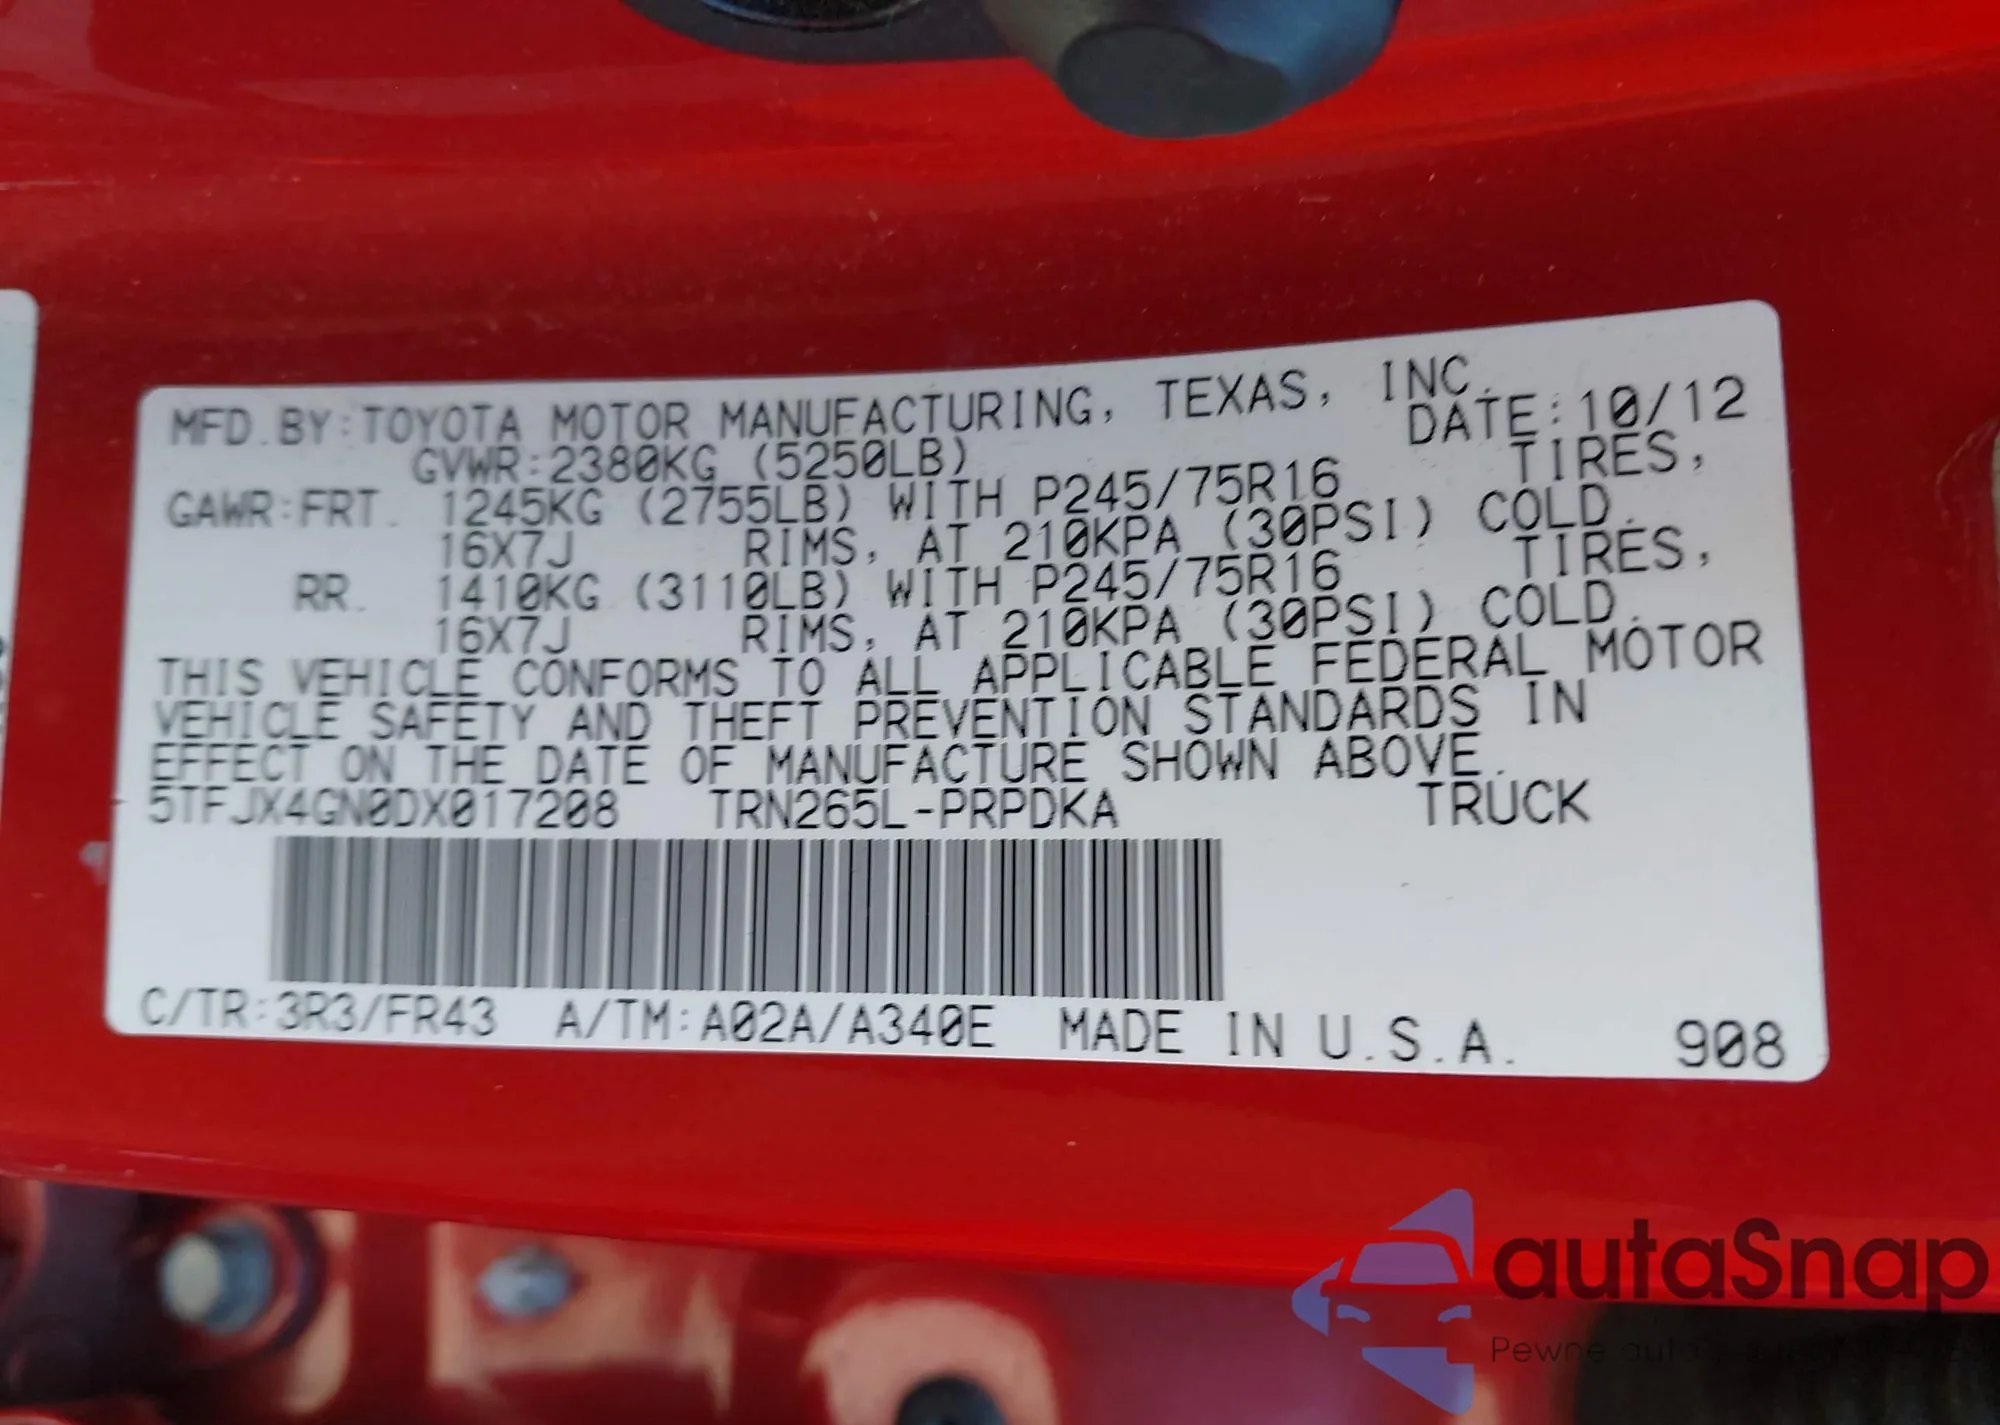 MFD.BY:TOYOTA MOTOR MANUFACTURING, TEXAS, INC.
GVWR:2380KG (5250LB) DATE:10/12
GAWR:FRT. 1245KG (2755LB) WITH P245/75R16 TIRES,
16X7J RIMS, AT 210KPA (30PSI) COLD.
RR. 1410KG (3110LB) WITH P245/75R16 TIRES,
16X7J RIMS, AT 210KPA (30PSI) COLD.
THIS VEHICLE CONFORMS TO ALL APPLICABLE FEDERAL MOTOR
VEHICLE SAFETY AND THEFT PREVENTION STANDARDS IN
EFFECT ON THE DATE OF MANUFACTURE SHOWN ABOVE.
5TFJX4GN0DX017208 TRN265L-PRPDKA TRUCK
C/TR:3R3/FR43 A/TM:A02A/A340E MADE IN U.S.A. 908
autaSnap
Pewne auta